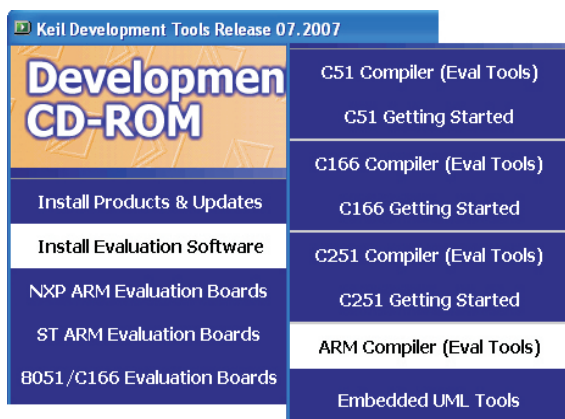 Keil Development Tools Release 07.2007
Developmen
CD-ROM
Install Products & Updates
Install Evaluation Software
NXP ARM Evaluation Boards
ST ARM Evaluation Boards
8051/C166 Evaluation Boards
C51 Compiler (Eval Tools)
C51 Getting Started
C166 Compiler (Eval Tools)
C166 Getting Started
C251 Compiler (Eval Tools)
C251 Getting Started
ARM Compiler (Eval Tools)
Embedded UML Tools